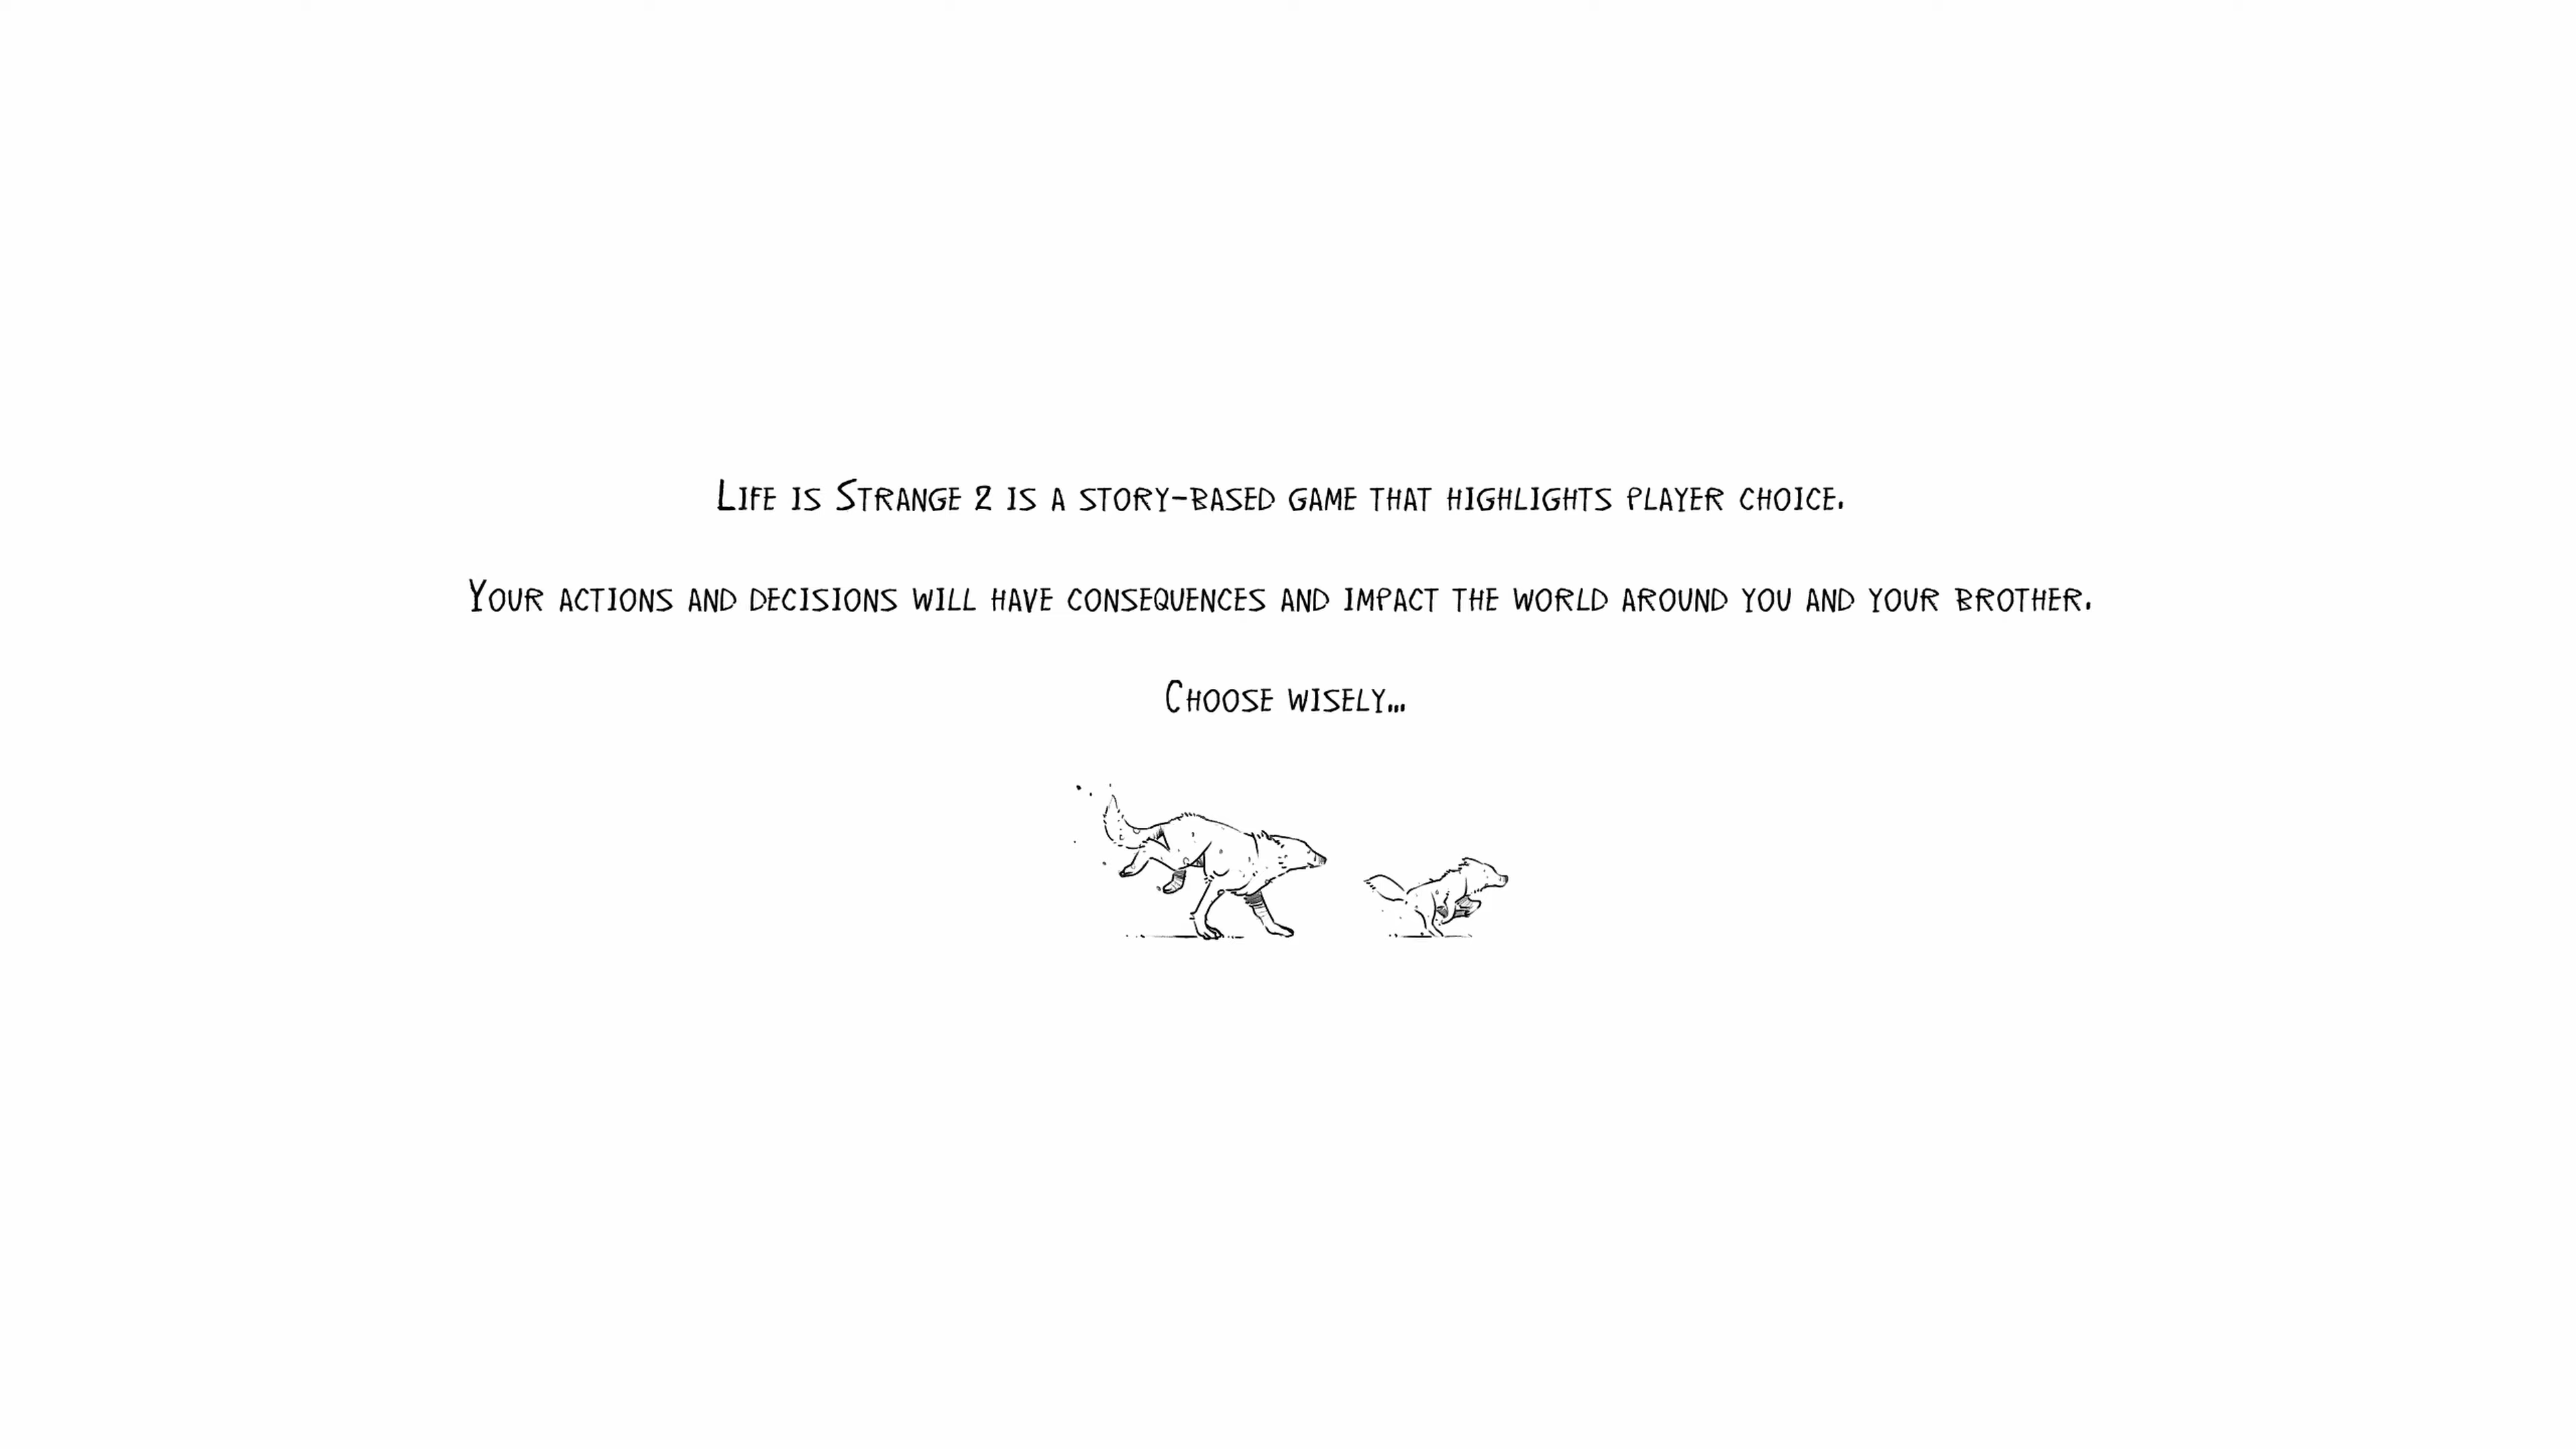 Life is Strange 2 is a story-based game that highlights player choice.
Your actions and decisions will have consequences and impact the world around you and your brother.
Choose wisely...